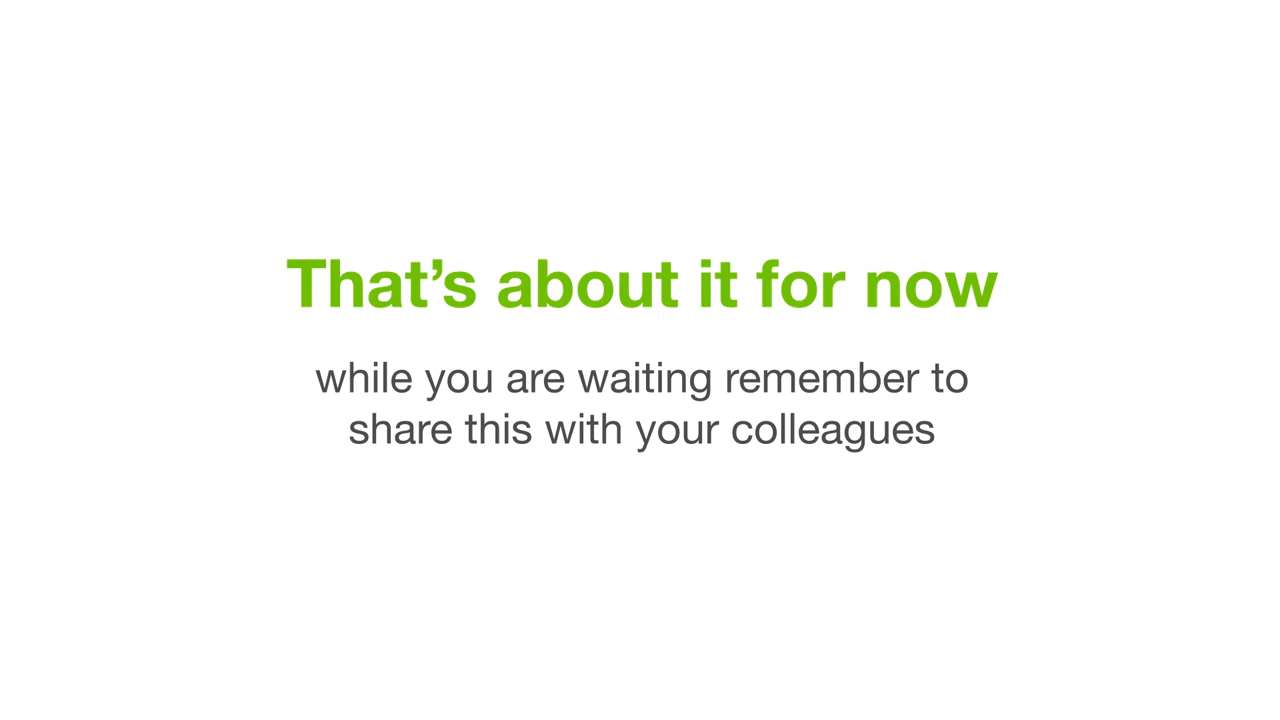 That’s about it for now
while you are waiting remember to
share this with your colleagues